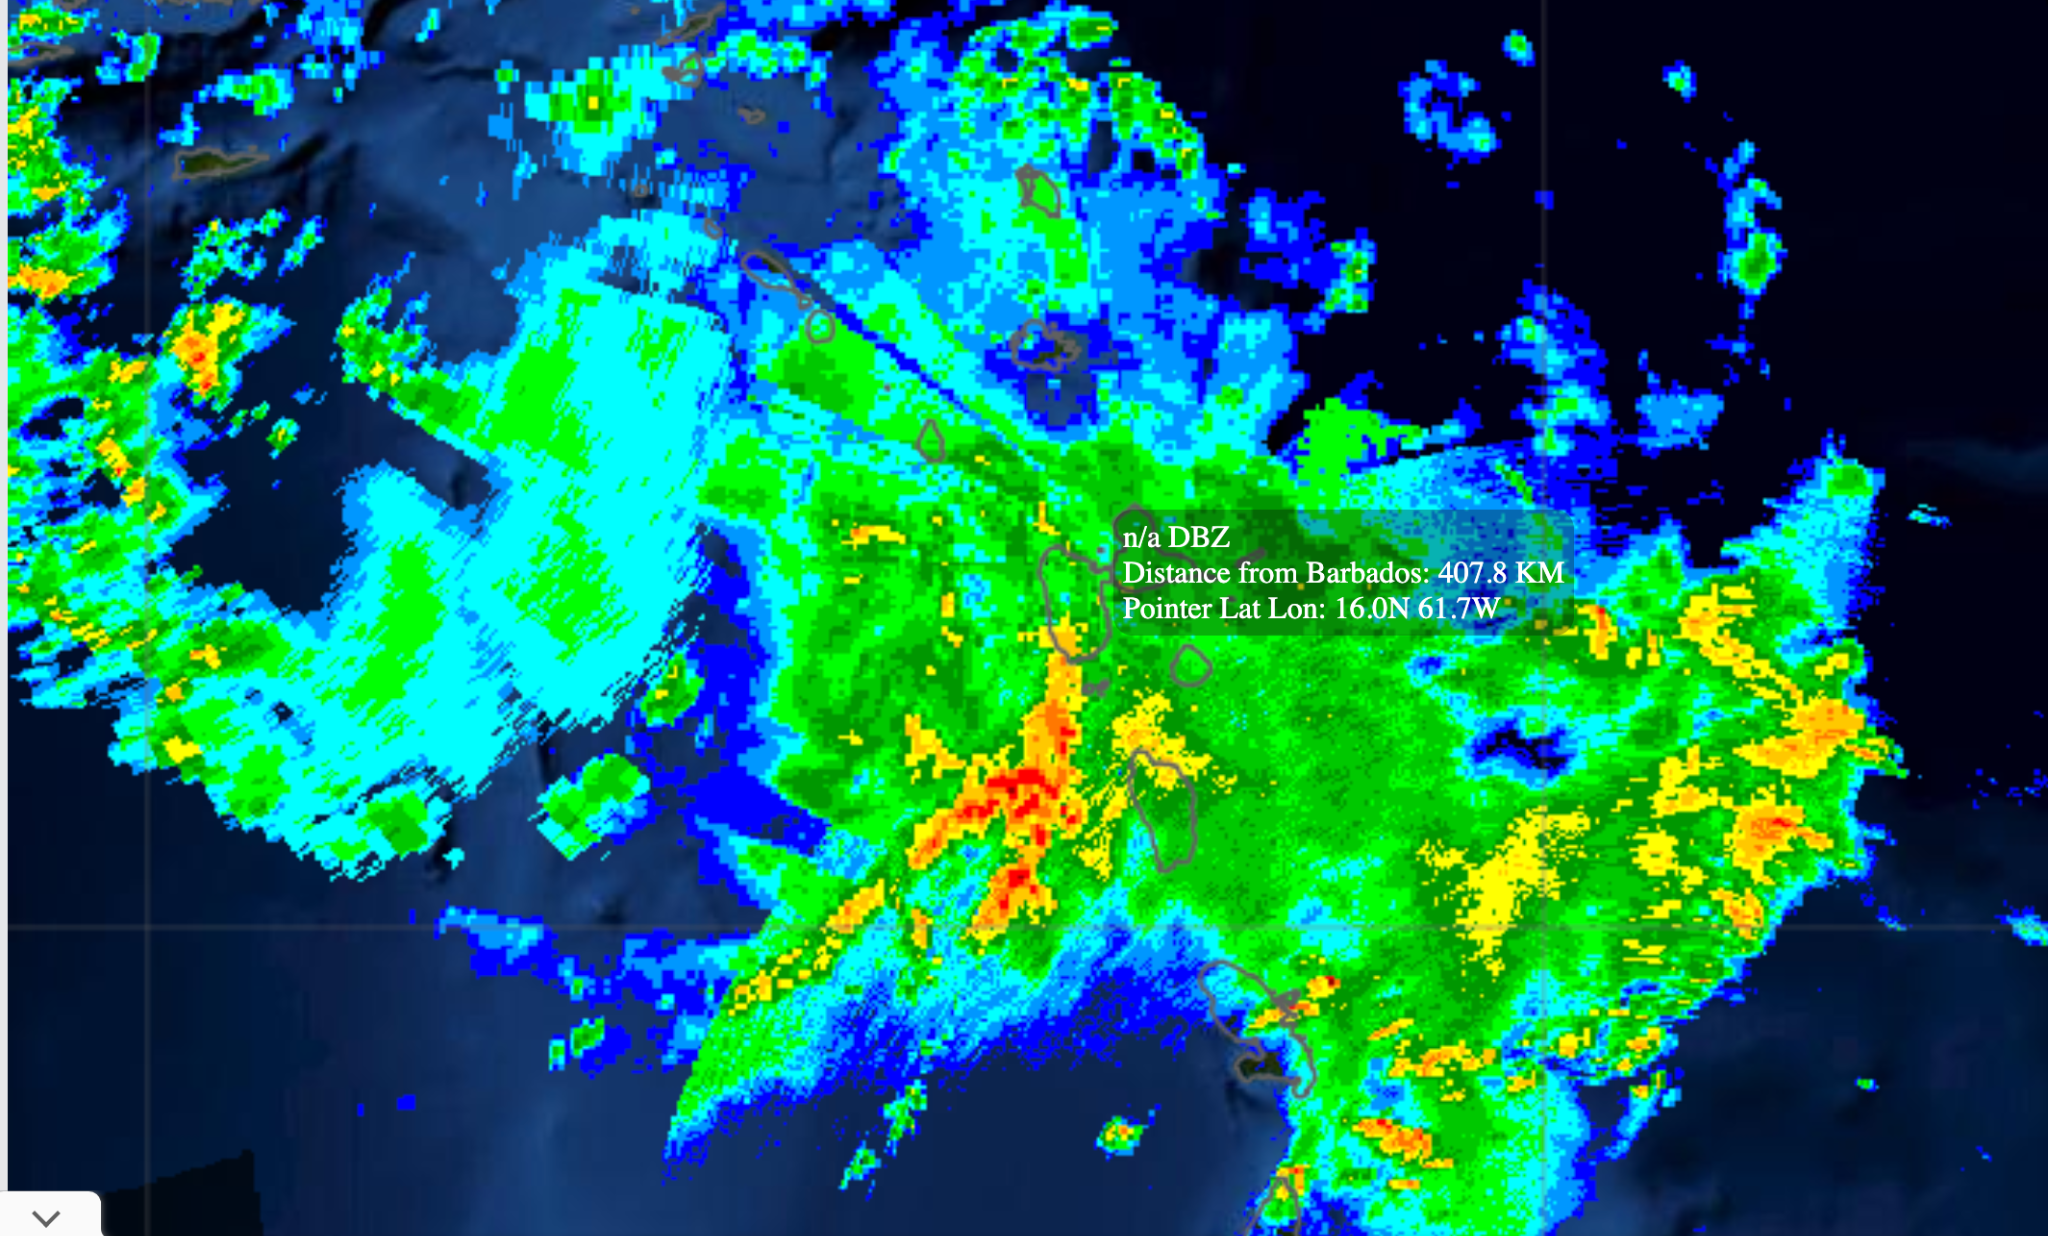 n/a DBZ
Distance from Barbados: 407.8 KM
Pointer Lat Lon: 16.0N 61.7W